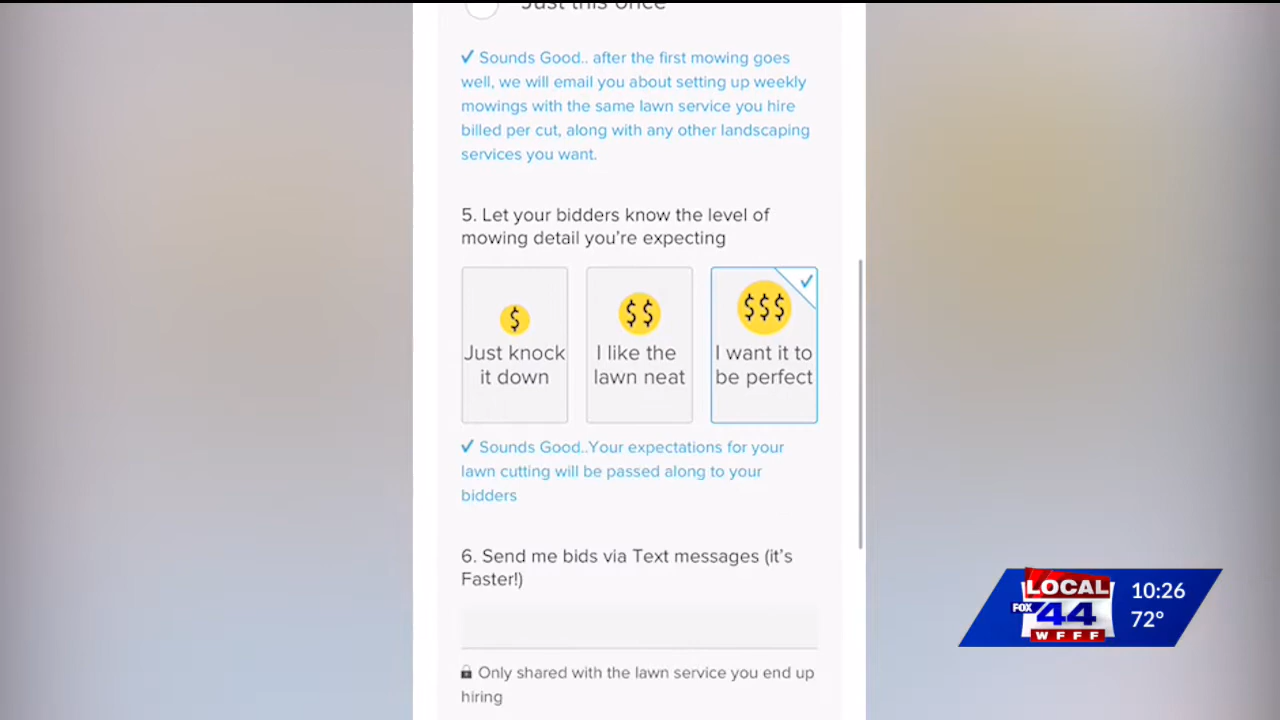 Just this once
✓ Sounds Good.. after the first mowing goes
well, we will email you about setting up weekly
mowings with the same lawn service you hire
billed per cut, along with any other landscaping
services you want.
5. Let your bidders know the level of
mowing detail you're expecting
$
Just knock
it down
$$
I like the
lawn neat
$$$
I want it to
be perfect
✓ Sounds Good..Your expectations for your
lawn cutting will be passed along to your
bidders
6. Send me bids via Text messages (it's
Faster!)
Only shared with the lawn service you end up
hiring
LOCAL
FOX 44
WFFF
10:26
72°